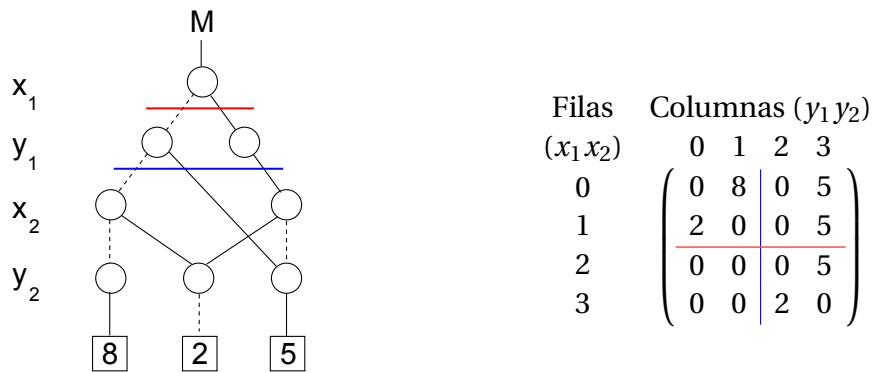 M
x₁
y₁
x₂
y₂
8 2 5
Filas Columnas (y₁y₂)
(x₁x₂) 0 1 2 3
0 0 8 0 5
1 2 0 0 5
2 0 0 0 5
3 0 0 2 0